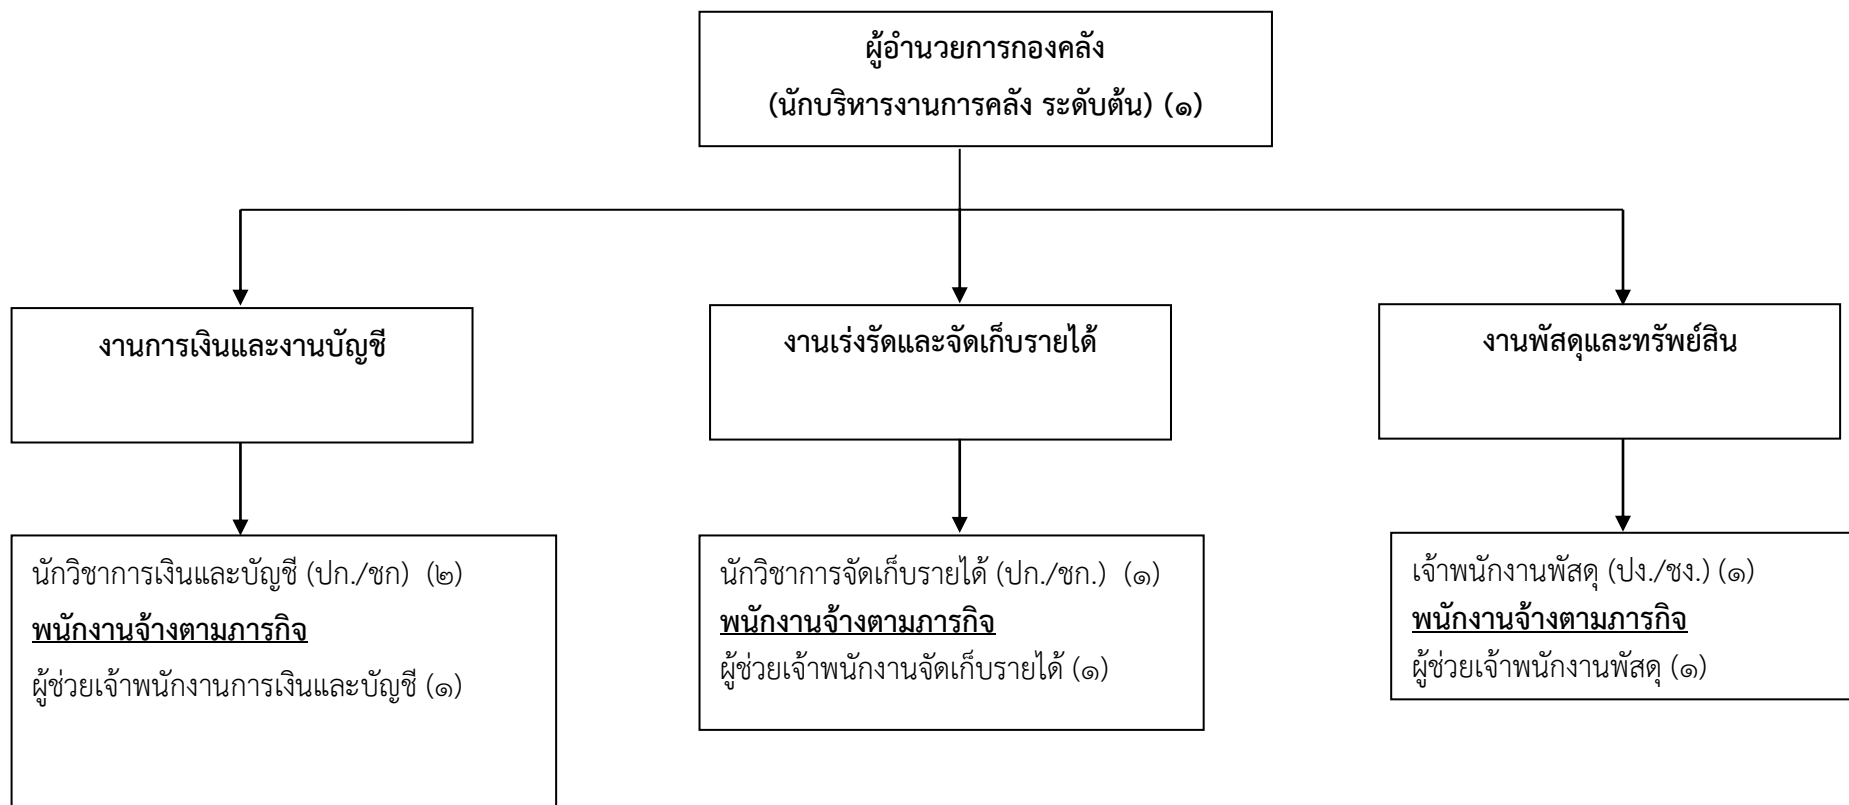 ผู้อำนวยการกองคลัง
(นักบริหารงานการคลัง ระดับต้น) (๑)
งานการเงินและงานบัญชี
งานเร่งรัดและจัดเก็บรายได้
งานพัสดุและทรัพย์สิน
นักวิชาการเงินและบัญชี (ปก./ชก) (๒)
พนักงานจ้างตามภารกิจ
ผู้ช่วยเจ้าพนักงานการเงินและบัญชี (๑)
นักวิชาการจัดเก็บรายได้ (ปก./ชก.) (๑)
พนักงานจ้างตามภารกิจ
ผู้ช่วยเจ้าพนักงานจัดเก็บรายได้ (๑)
เจ้าพนักงานพัสดุ (ปง./ชง.) (๑)
พนักงานจ้างตามภารกิจ
ผู้ช่วยเจ้าพนักงานพัสดุ (๑)